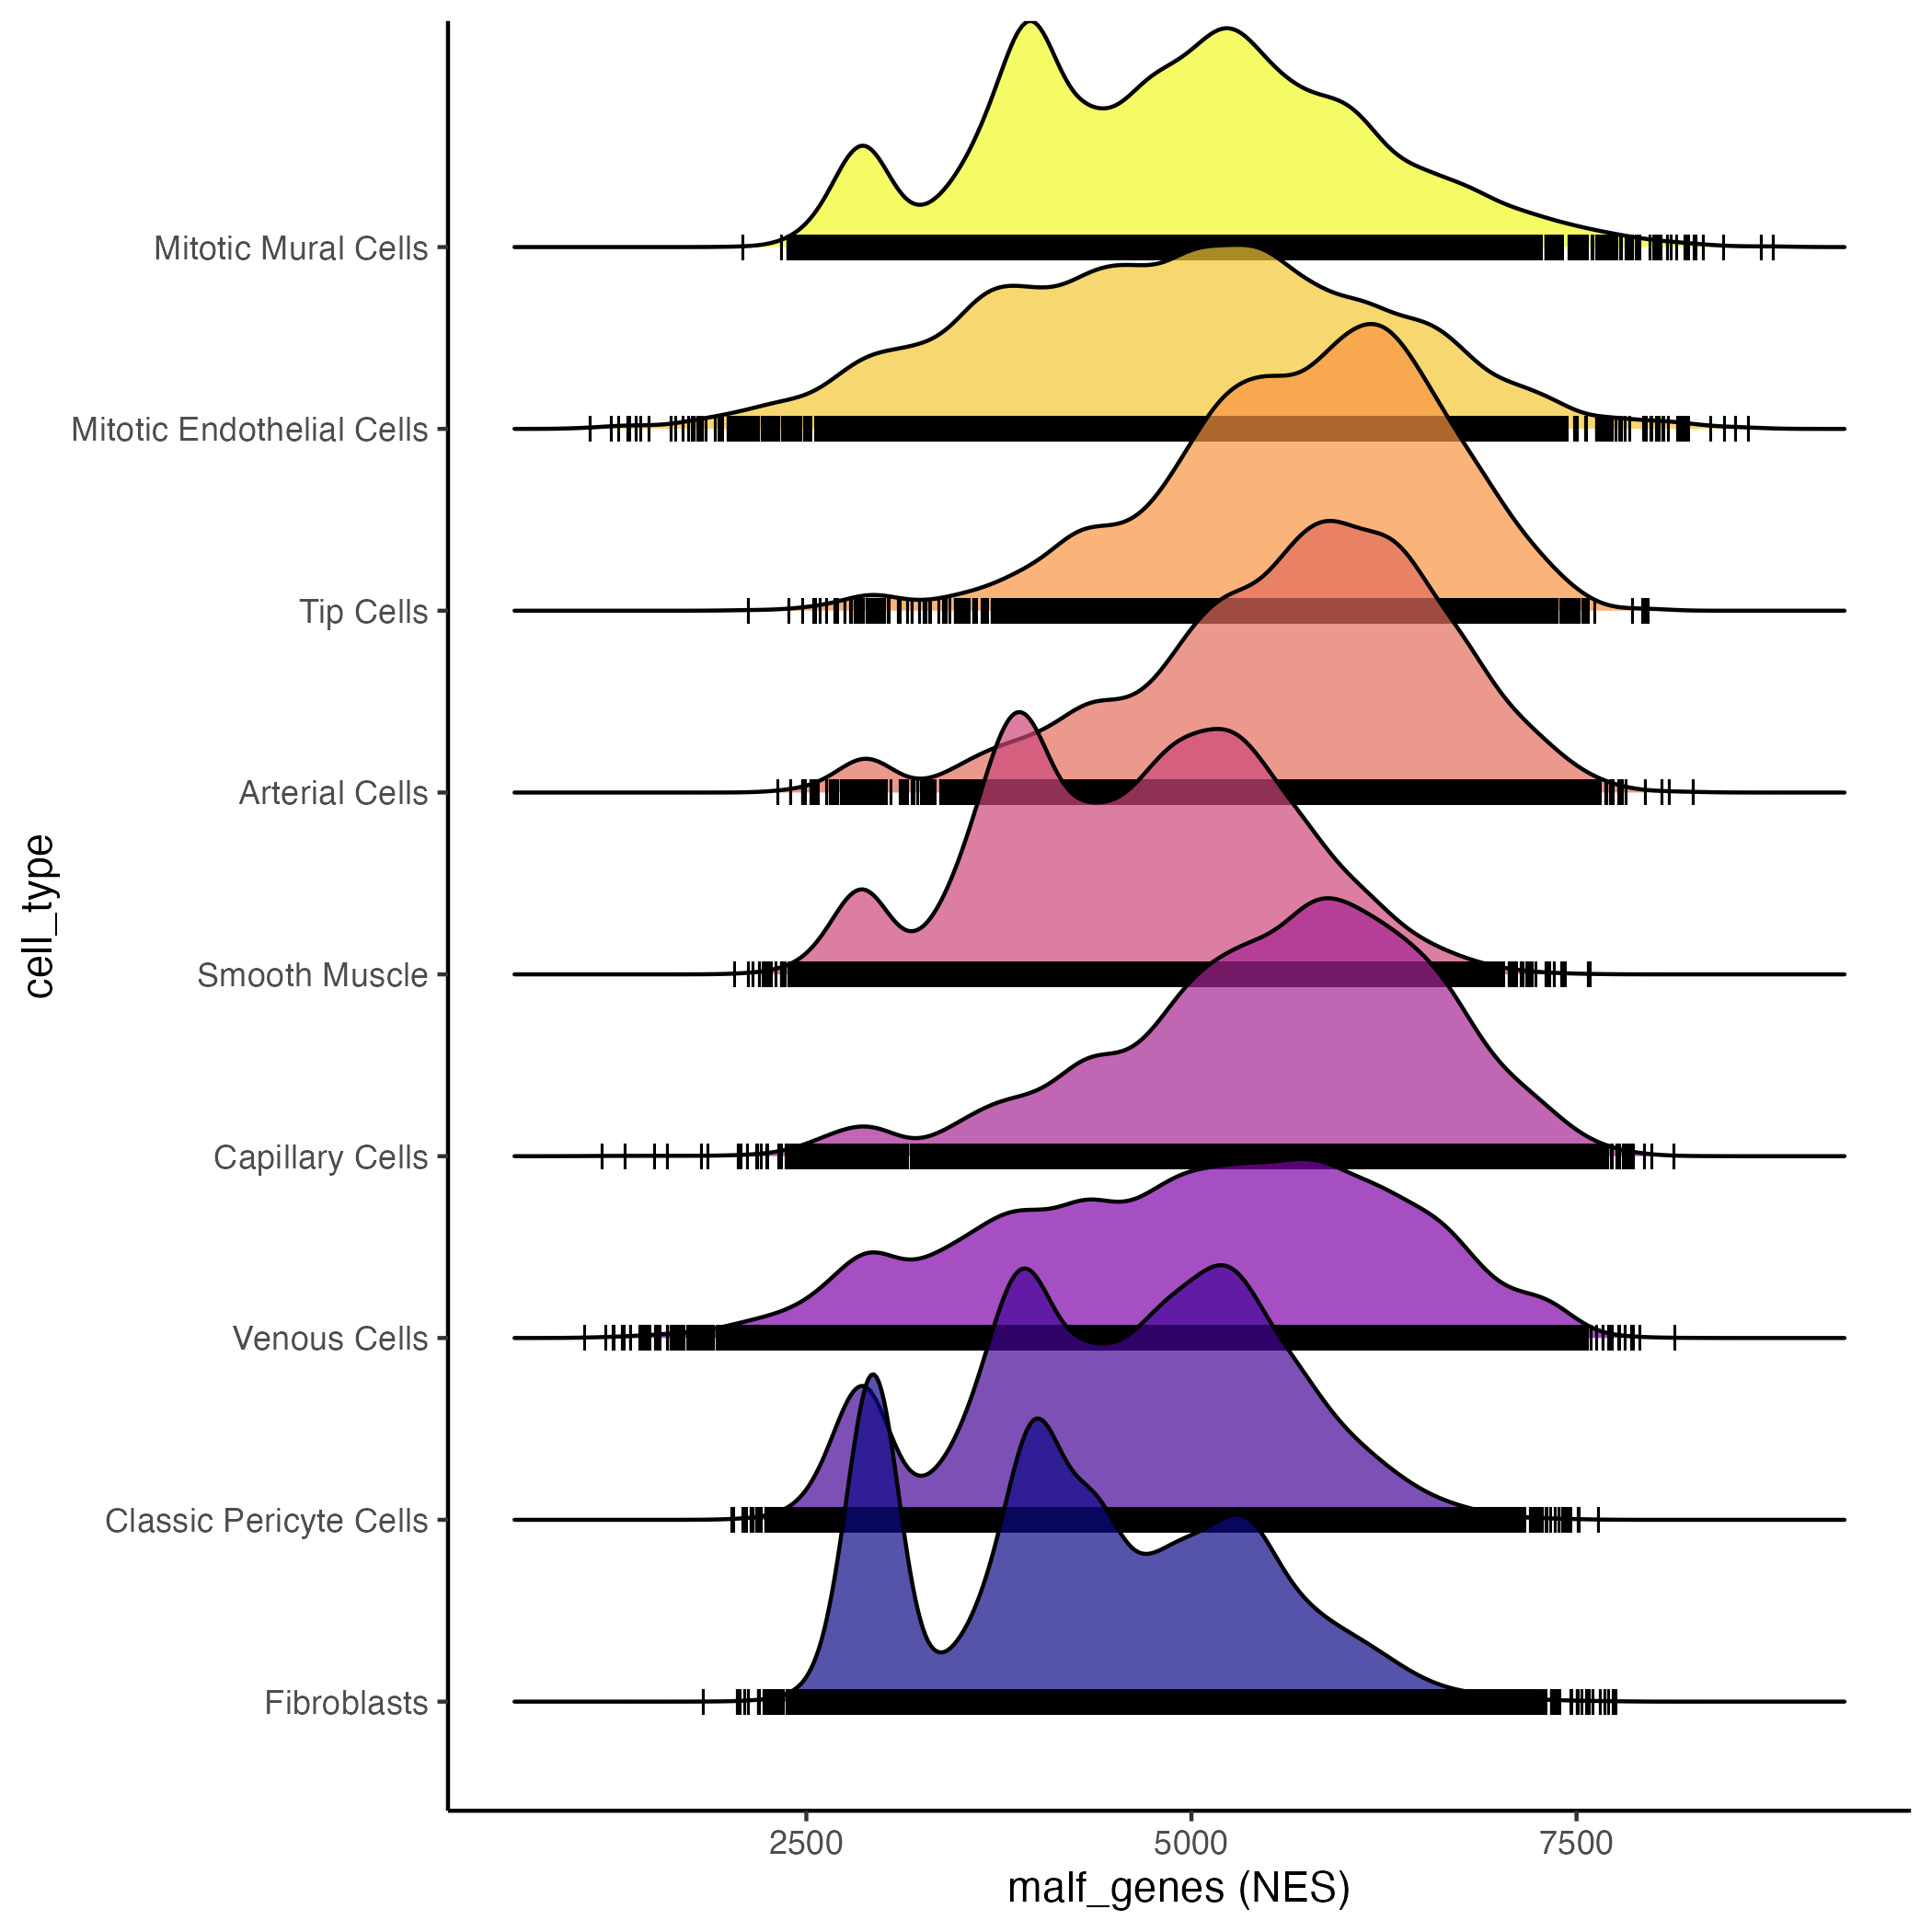 Mitotic Mural Cells
Mitotic Endothelial Cells
Tip Cells
Arterial Cells
Smooth Muscle
Capillary Cells
Venous Cells
Classic Pericyte Cells
Fibroblasts
cell_type
2500 5000 7500
malf_genes (NES)